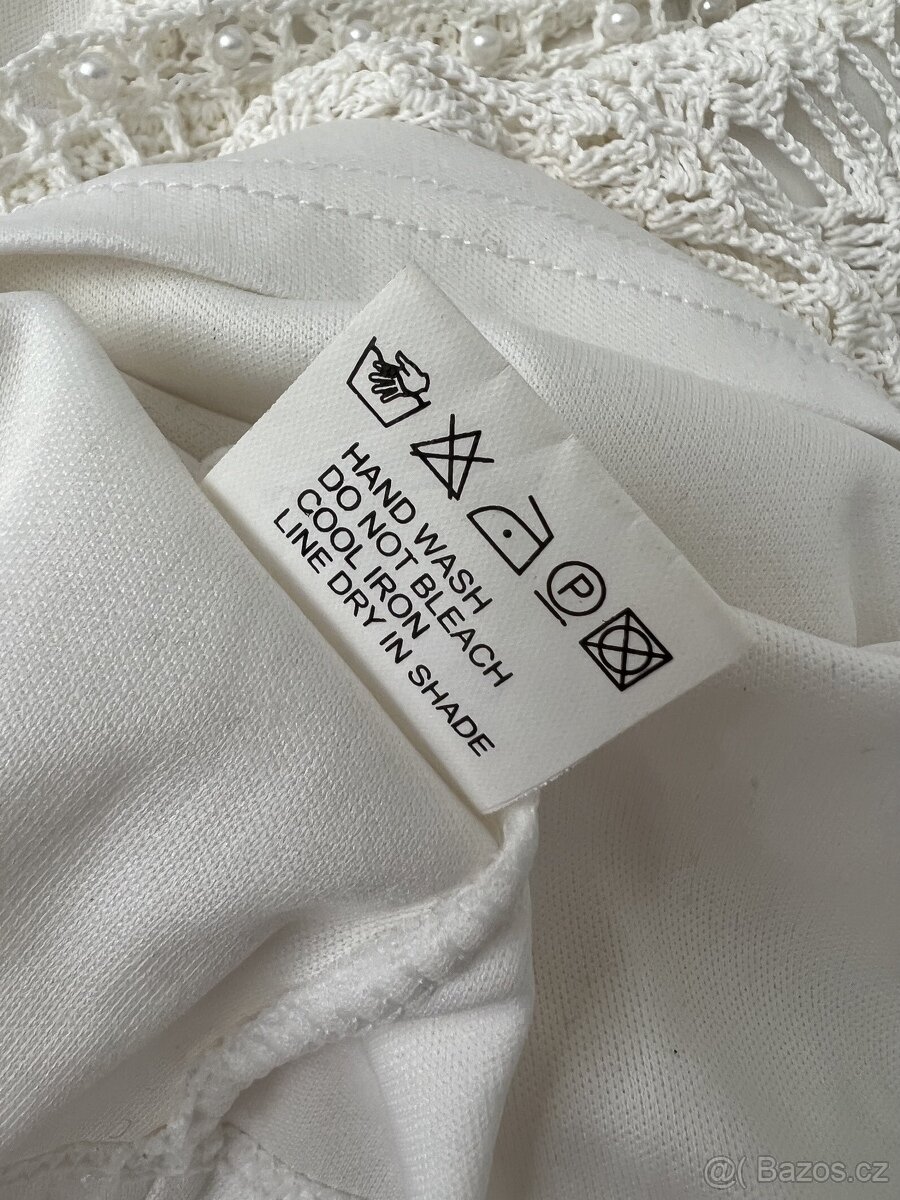 HAND WASH
DO NOT BLEACH
COOL IRON
LINE DRY IN SHADE
P
@( Bazos.cz